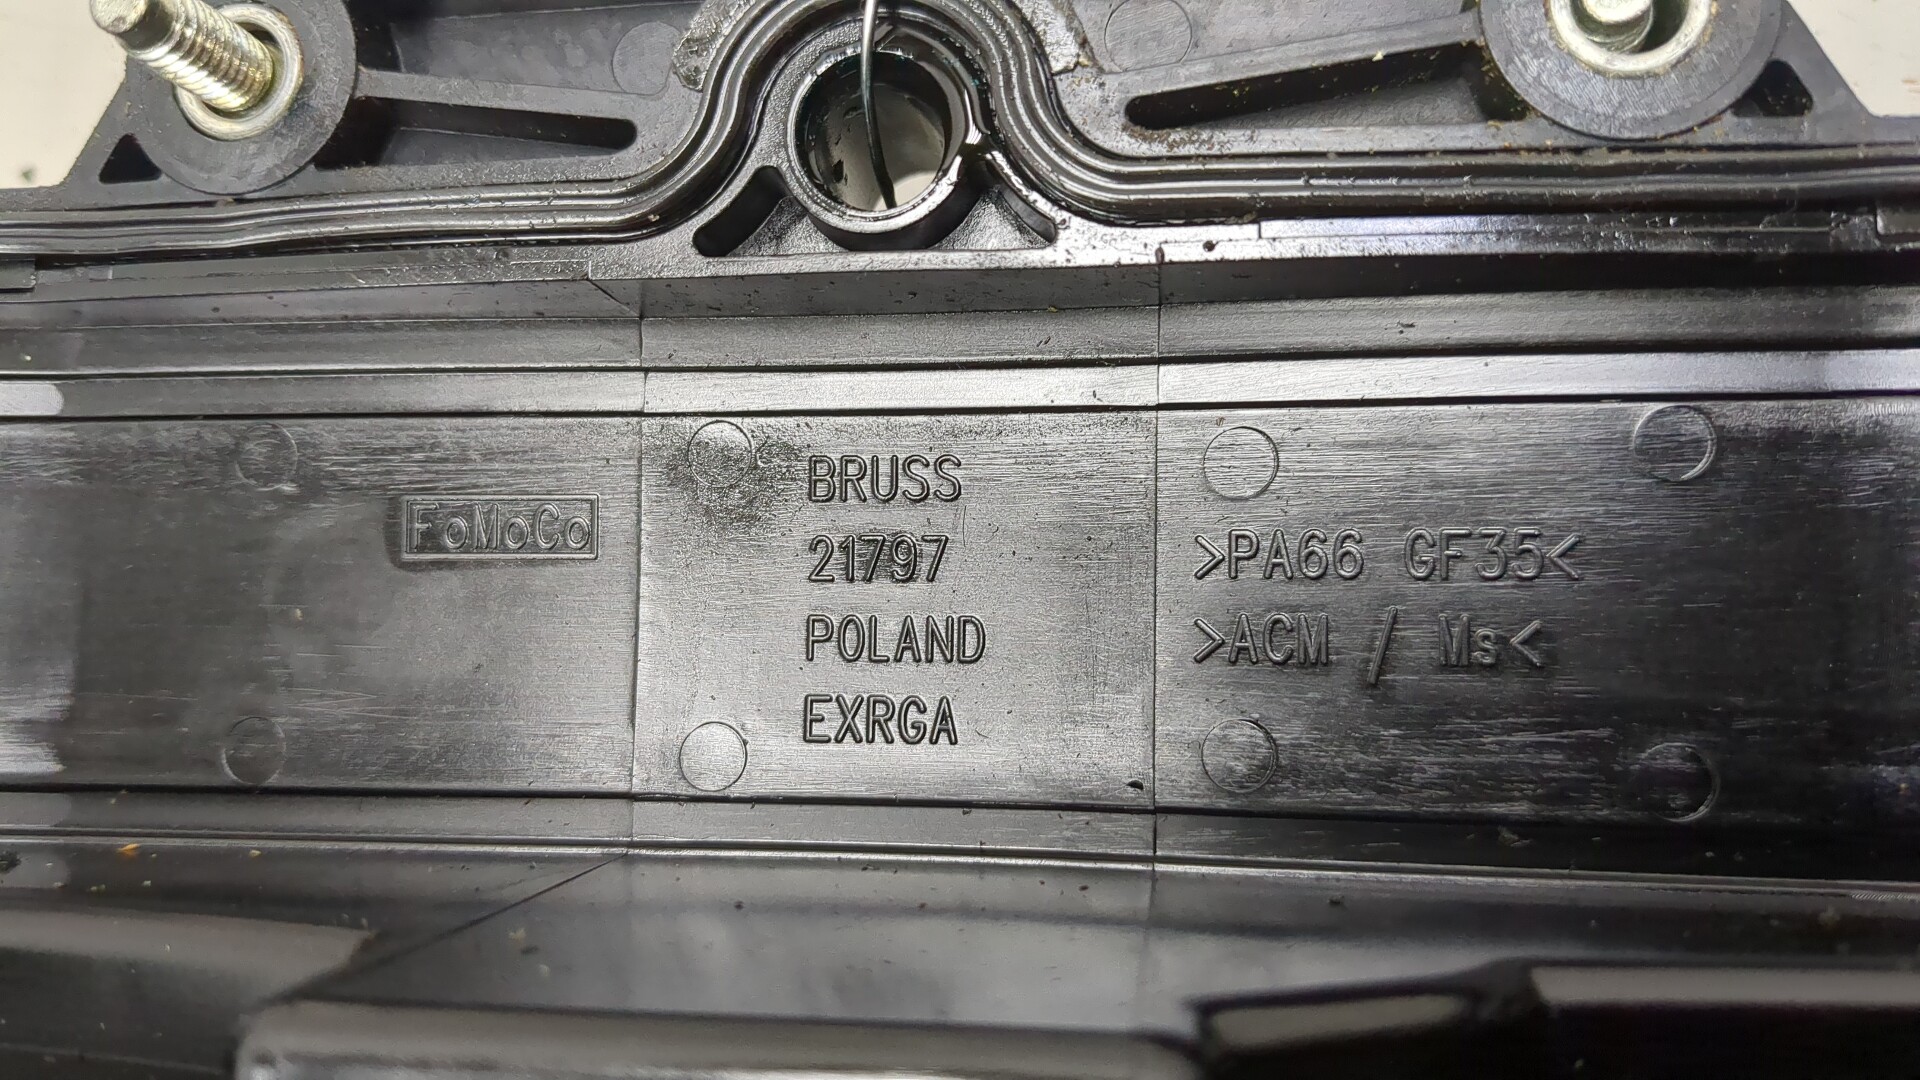 FoMoCo
BRUSS
21797
POLAND
EXRGA
>PA66 GF35<
>ACM / Ms<